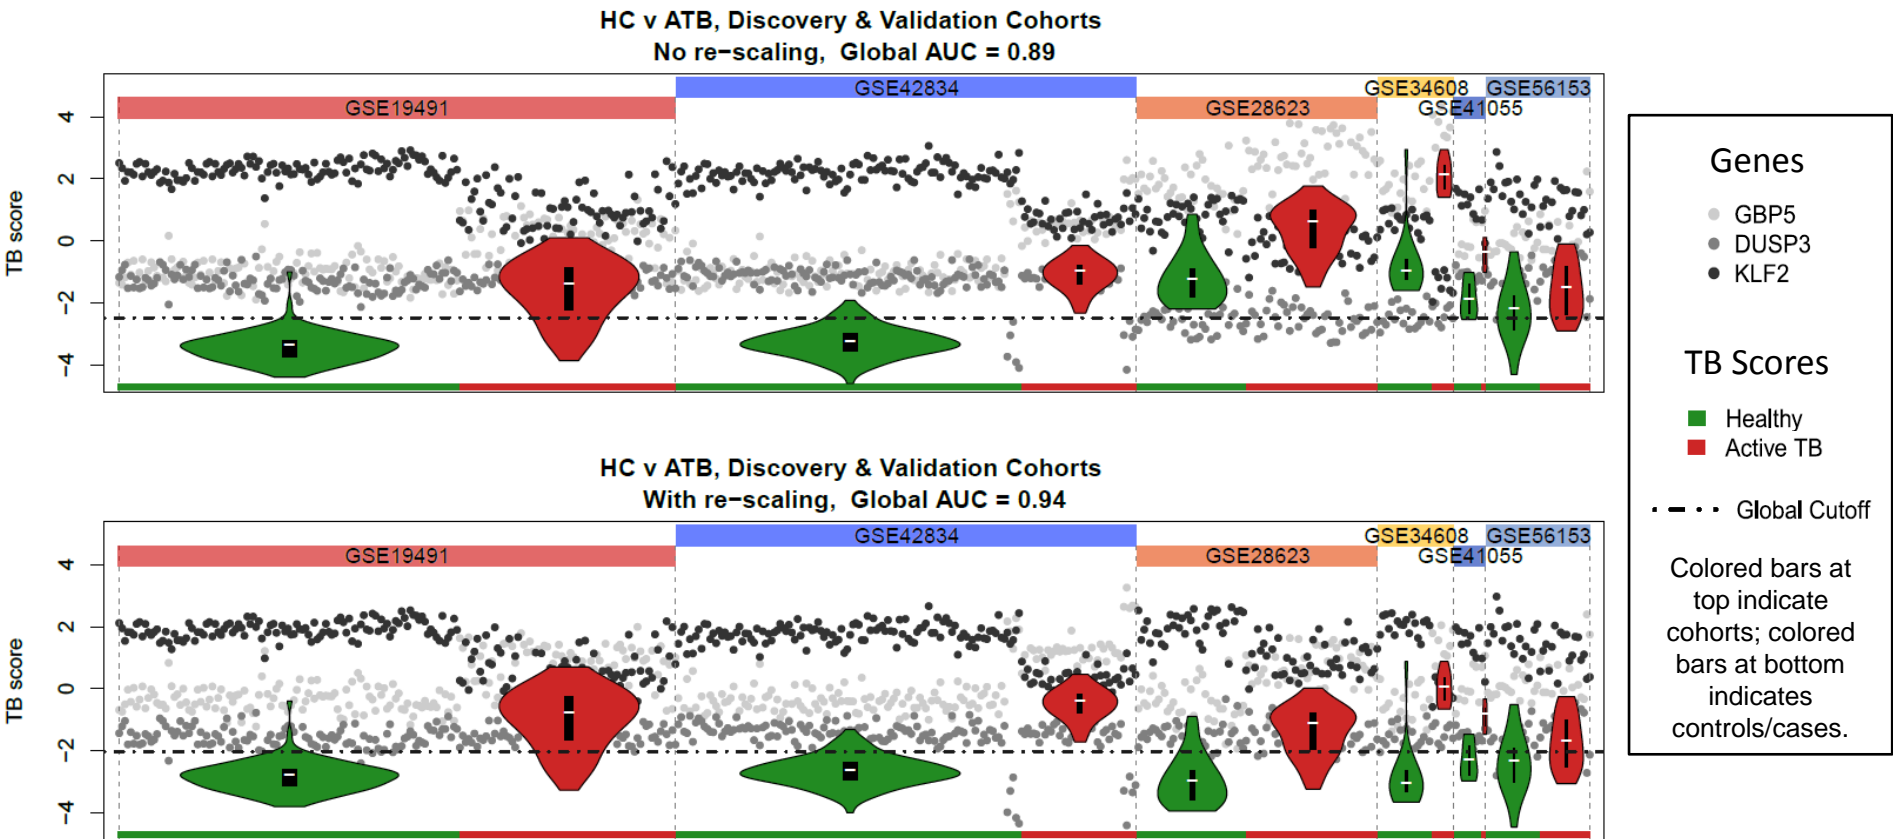 HC v ATB, Discovery & Validation Cohorts
No re−scaling, Global AUC = 0.89
GSE34608 GSE56153
GSE42834
GSE19491
GSE28623
GSE41055
TB score
4
2
0
−2
−4
HC v ATB, Discovery & Validation Cohorts
With re−scaling, Global AUC = 0.94
GSE34608 GSE56153
GSE42834
GSE19491
GSE28623
GSE41055
TB score
4
2
0
−2
−4
Genes
GBP5
DUSP3
KLF2
TB Scores
Healthy
Active TB
Global Cutoff
Colored bars at
top indicate
cohorts; colored
bars at bottom
indicates
controls/cases.